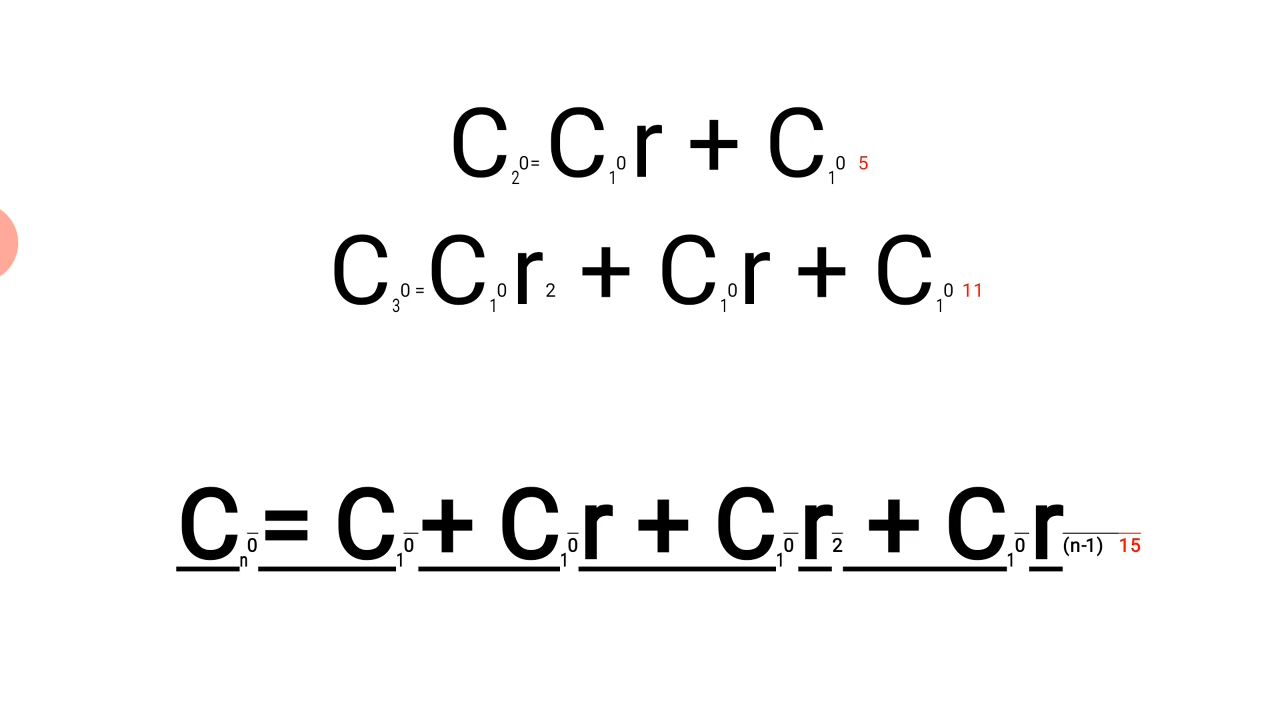 C₂⁰⁼C₁⁰r + C₁⁰ ⁵
C₃⁰ ⁼C₁⁰r² + C₁⁰r + C₁⁰ ¹¹
Cₙ⁰= C₁⁰+ C₁⁰r + C₁⁰r² + C₁⁰r⁽ⁿ⁻¹⁾ ¹⁵